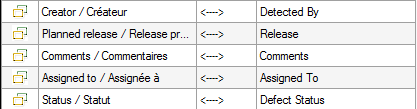 Creator / Créateur <----> Detected By
Planned release / Release pr... <----> Release
Comments / Commentaires <----> Comments
Assigned to / Assignée à <----> Assigned To
Status / Statut <----> Defect Status